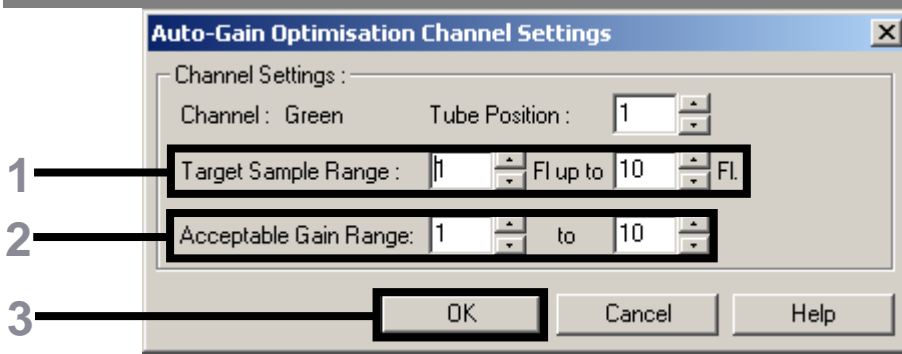 Auto-Gain Optimisation Channel Settings
Channel Settings :
Channel : Green Tube Position : 1
1 Target Sample Range : 1 Fl up to 10 Fl.
2 Acceptable Gain Range: 1 to 10
3 OK Cancel Help